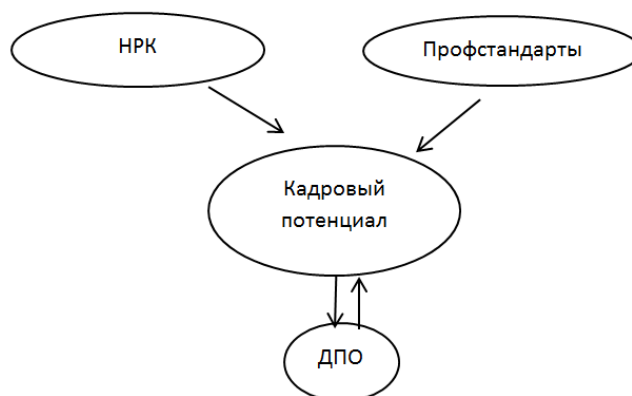 НРК
Профстандарты
Кадровый
потенциал
ДПО